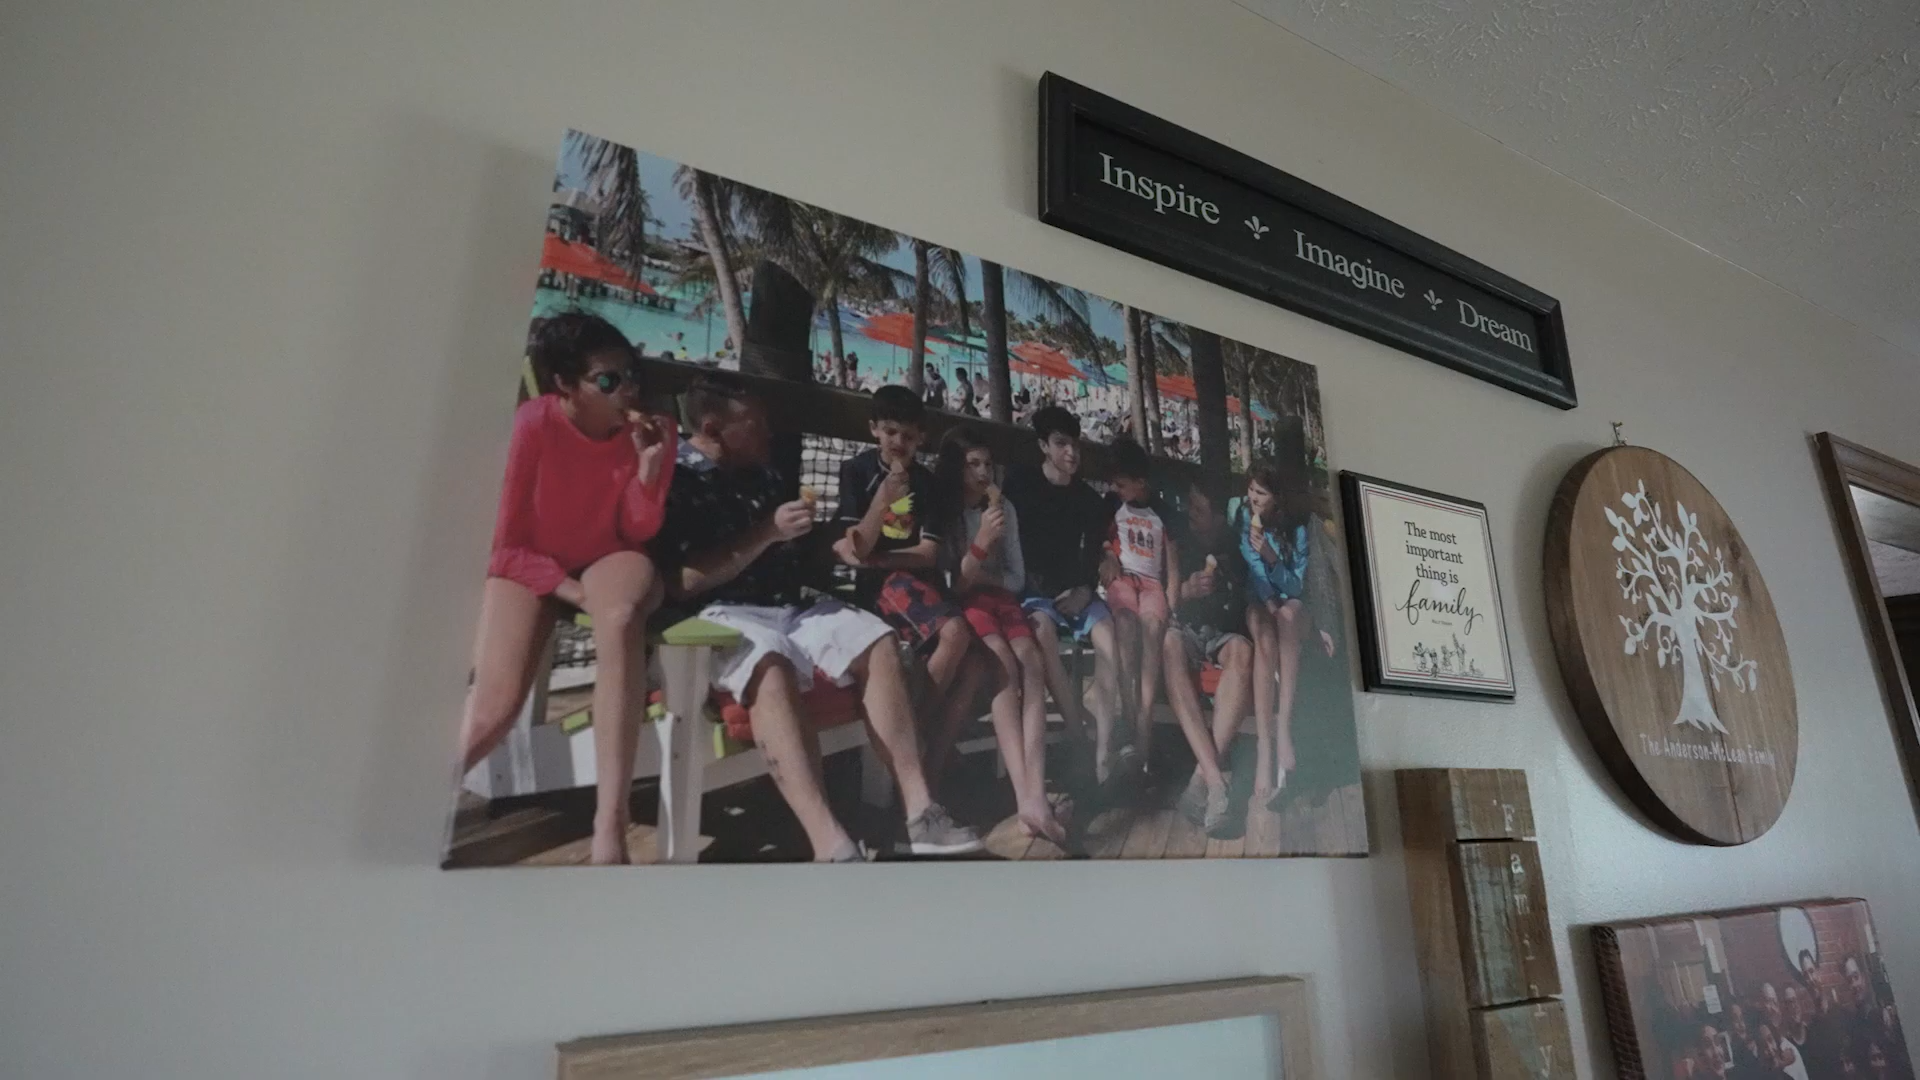 Inspire Imagine Dream
The most
important
thing is
family
The Anderson-McLean Family
Family